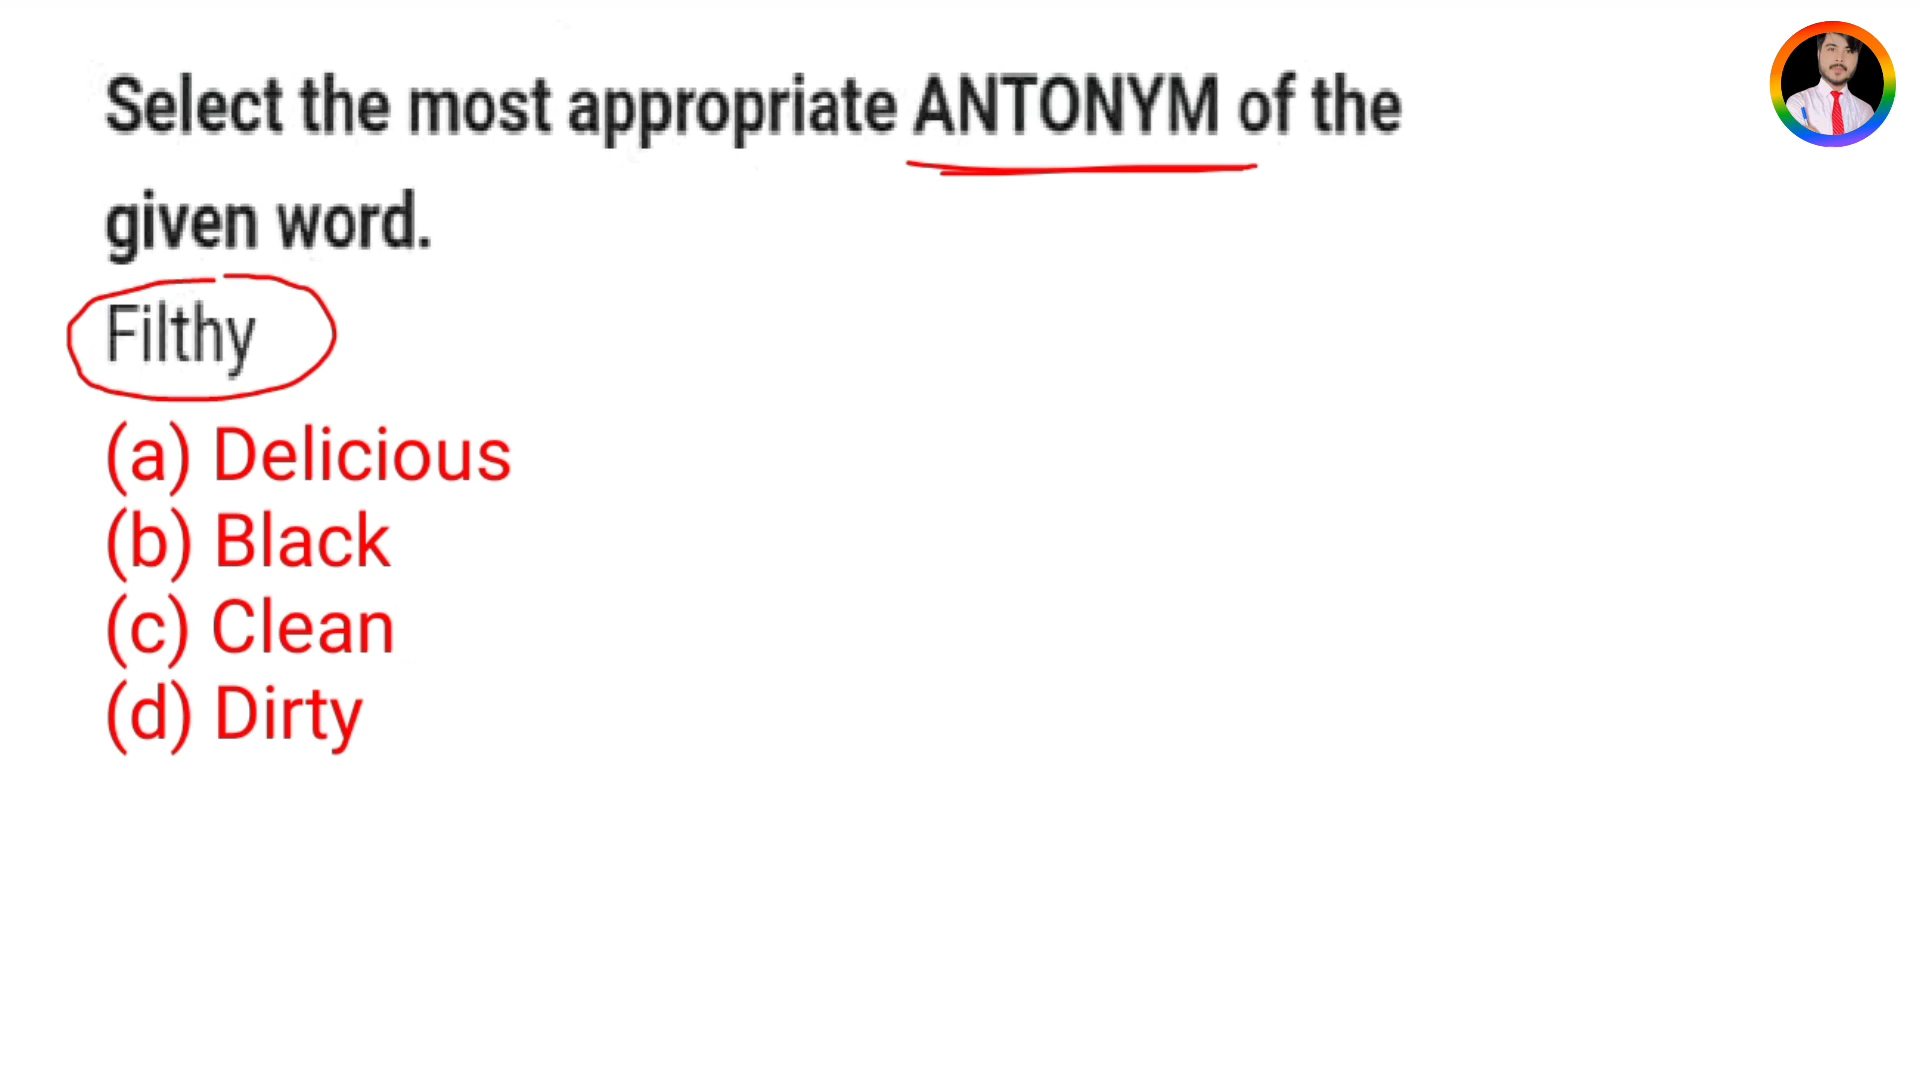 Select the most appropriate ANTONYM of the
given word.
Filthy
(a) Delicious
(b) Black
(c) Clean
(d) Dirty